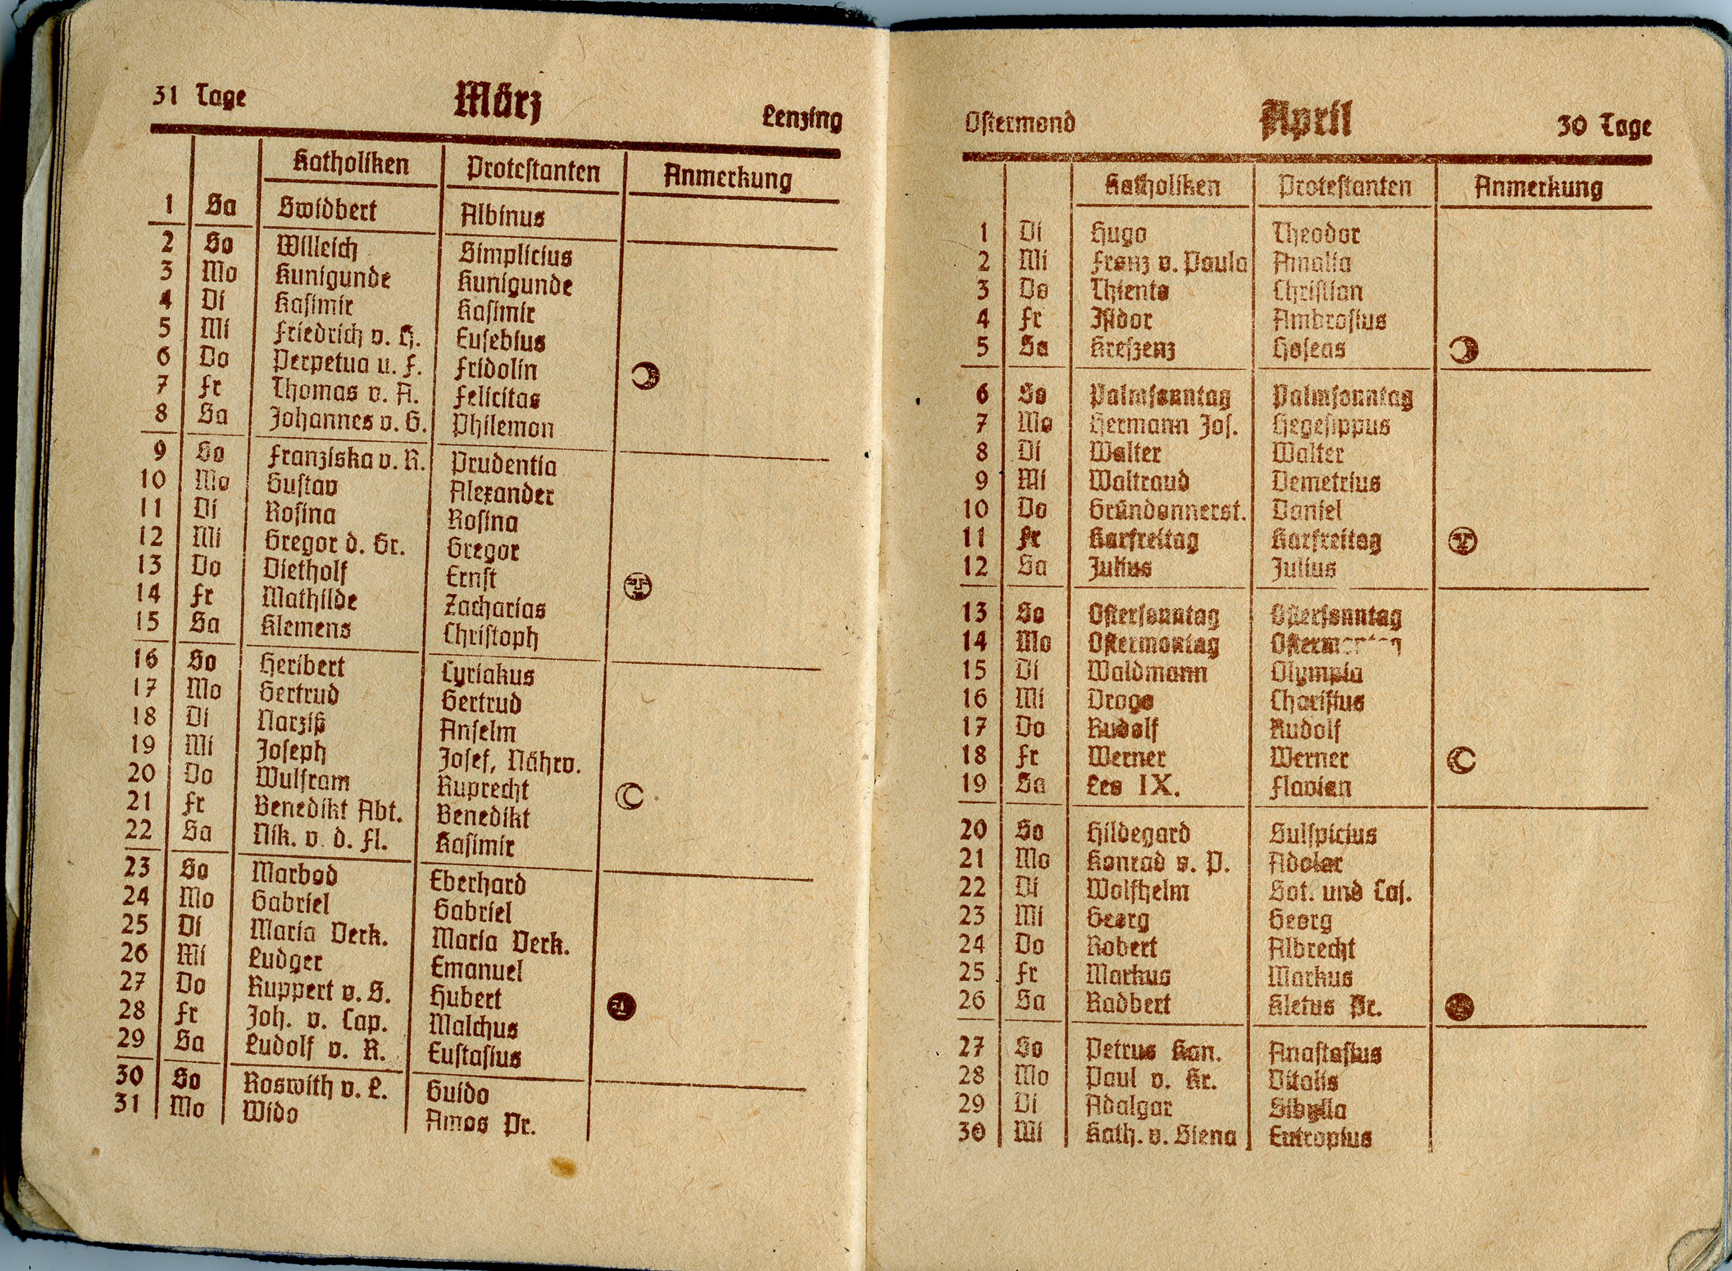 31 Tage März Lenzing
Katholiken Protestanten Anmerkung
1 Sa Swidbert Albinus
2 So Willeich Simplicius
3 Mo Kunigunde Kunigunde
4 Di Kasimir Kasimir
5 Mi Friedrich v. H. Eusebius
6 Do Perpetua u. F. Fridolin
7 Fr Thomas v. A. Felicitas
8 Sa Johannes v. G. Philemon
9 So Franziska v. R. Prudentia
10 Mo Gustav Alexander
11 Di Rosina Rosina
12 Mi Gregor d. Gr. Gregor
13 Do Dietholf Ernst
14 Fr Mathilde Zacharias
15 Sa Klemens Christoph
16 So Heribert Cyriakus
17 Mo Gertrud Gertrud
18 Di Narziß Anselm
19 Mi Joseph Josef, Nährv.
20 Do Wulfram Ruprecht
21 Fr Benedikt Abt. Benedikt
22 Sa Nik. v. d. Fl. Kasimir
23 So Marbod Eberhard
24 Mo Gabriel Gabriel
25 Di Maria Verk. Maria Verk.
26 Mi Ludger Emanuel
27 Do Ruppert v. S. Hubert
28 Fr Joh. v. Cap. Malchus
29 Sa Ludolf v. R. Eustasius
30 So Roswith v. L. Guido
31 Mo Wido Amos Pr.
Ostermond April 30 Tage
Katholiken Protestanten Anmerkung
1 Di Hugo Theodor
2 Mi Franz v. Paula Amalia
3 Do Thiento Christian
4 Fr Isidor Ambrosius
5 Sa Kreszenz Hoseas
6 So Palmsonntag Palmsonntag
7 Mo Hermann Jos. Hegesippus
8 Di Walter Walter
9 Mi Waltraud Demetrius
10 Do Gründonnerst. Daniel
11 Fr Karfreitag Karfreitag
12 Sa Julius Julius
13 So Ostersonntag Ostersonntag
14 Mo Ostermontag Ostermontag
15 Di Waldmann Olympia
16 Mi Drogo Charisius
17 Do Rudolf Rudolf
18 Fr Werner Werner
19 Sa Leo IX. Flavian
20 So Hildegard Sulspicius
21 Mo Konrad v. P. Adolar
22 Di Wolfhelm Sot. und Caj.
23 Mi Georg Georg
24 Do Robert Albrecht
25 Fr Markus Markus
26 Sa Radbert Kletus Pr.
27 So Petrus Kan. Anastasius
28 Mo Paul v. Kr. Vitalis
29 Di Adalgar Sibylla
30 Mi Kath. v. Siena Eutropius